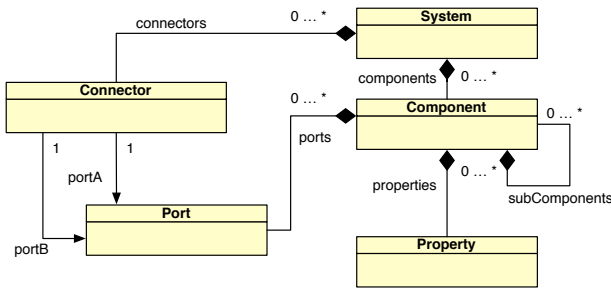 connectors
0 ... *
System
components
0 ... *
Connector
0 ... *
Component
0 ... *
1
1
ports
portA
properties
0 ... *
subComponents
Port
portB
Property